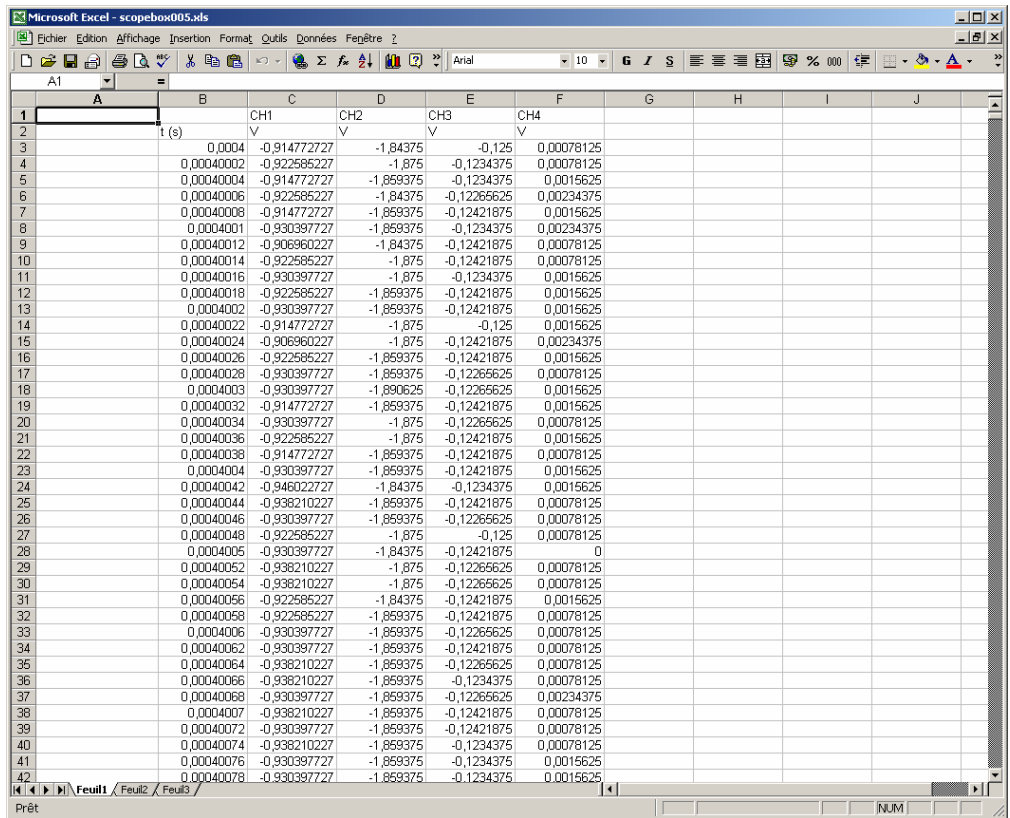 Microsoft Excel - scopebox005.xls
Fichier Edition Affichage Insertion Format Outils Données Fenêtre ?
Arial 10 G I S % 000
A1 =
A B C D E F G H I J
1 CH1 CH2 CH3 CH4
2 t (s) V V V V
3 0,0004 -0,914772727 -1,84375 -0,125 0,00078125
4 0,00040002 -0,922585227 -1,875 -0,1234375 0,00078125
5 0,00040004 -0,914772727 -1,859375 -0,1234375 0,0015625
6 0,00040006 -0,922585227 -1,84375 -0,12265625 0,00234375
7 0,00040008 -0,914772727 -1,859375 -0,12421875 0,0015625
8 0,0004001 -0,930397727 -1,859375 -0,1234375 0,00234375
9 0,00040012 -0,906960227 -1,84375 -0,12421875 0,00078125
10 0,00040014 -0,922585227 -1,875 -0,12421875 0,00078125
11 0,00040016 -0,930397727 -1,875 -0,1234375 0,0015625
12 0,00040018 -0,922585227 -1,859375 -0,12421875 0,0015625
13 0,0004002 -0,930397727 -1,859375 -0,12421875 0,0015625
14 0,00040022 -0,914772727 -1,875 -0,125 0,0015625
15 0,00040024 -0,906960227 -1,875 -0,12421875 0,00234375
16 0,00040026 -0,922585227 -1,859375 -0,12421875 0,0015625
17 0,00040028 -0,930397727 -1,859375 -0,12265625 0,00078125
18 0,0004003 -0,930397727 -1,890625 -0,12265625 0,0015625
19 0,00040032 -0,914772727 -1,859375 -0,12421875 0,0015625
20 0,00040034 -0,930397727 -1,875 -0,12265625 0,00078125
21 0,00040036 -0,922585227 -1,875 -0,12421875 0,0015625
22 0,00040038 -0,914772727 -1,859375 -0,12421875 0,00078125
23 0,0004004 -0,930397727 -1,859375 -0,12421875 0,0015625
24 0,00040042 -0,946022727 -1,84375 -0,1234375 0,0015625
25 0,00040044 -0,938210227 -1,859375 -0,12421875 0,00078125
26 0,00040046 -0,930397727 -1,859375 -0,12265625 0,00078125
27 0,00040048 -0,922585227 -1,875 -0,125 0,00078125
28 0,0004005 -0,930397727 -1,84375 -0,12421875 0
29 0,00040052 -0,938210227 -1,875 -0,12265625 0,00078125
30 0,00040054 -0,938210227 -1,875 -0,12265625 0,00078125
31 0,00040056 -0,922585227 -1,84375 -0,12421875 0,0015625
32 0,00040058 -0,922585227 -1,859375 -0,12421875 0,00078125
33 0,0004006 -0,930397727 -1,859375 -0,12265625 0,00078125
34 0,00040062 -0,930397727 -1,859375 -0,12421875 0,00078125
35 0,00040064 -0,938210227 -1,859375 -0,12265625 0,00078125
36 0,00040066 -0,938210227 -1,859375 -0,1234375 0,00078125
37 0,00040068 -0,930397727 -1,859375 -0,12265625 0,00234375
38 0,0004007 -0,938210227 -1,859375 -0,12421875 0,00078125
39 0,00040072 -0,930397727 -1,859375 -0,12421875 0,00078125
40 0,00040074 -0,938210227 -1,859375 -0,1234375 0,00078125
41 0,00040076 -0,930397727 -1,859375 -0,1234375 0,00078125
42 0,00040078 -0,930397727 -1,859375 -0,1234375 0,0015625
Feuil1 Feuil2 Feuil3
Prêt NUM